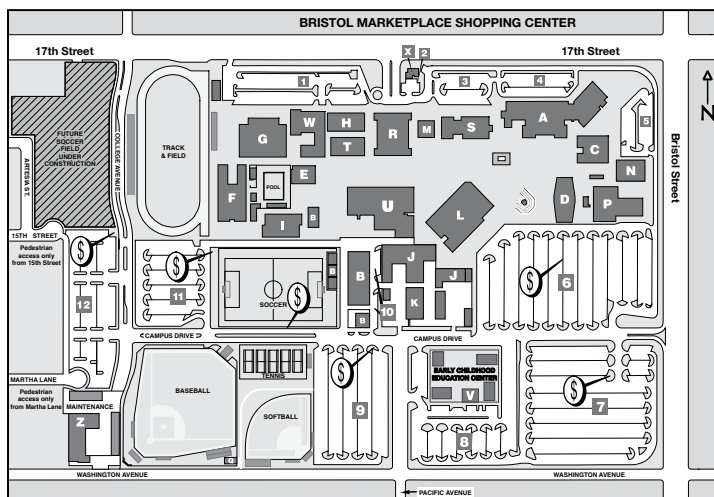 BRISTOL MARKETPLACE SHOPPING CENTER
17th Street
X
2
17th Street
1
3
4
N
5
Bristol Street
FUTURE
SOCCER
FIELD
UNDER
CONSTRUCTION
COLLEGE AVENUE
ARTESIA ST.
TRACK
& FIELD
G
W
H
T
R
M
S
A
C
N
F
POOL
E
I
B
U
L
D
P
15TH STREET
Pedestrian
access only
from 15th Street
$
12
$
11
SOCCER
$
B
B
B
10
J
J
K
$
6
CAMPUS DRIVE
CAMPUS DRIVE
MARTHA LANE
Pedestrian
access only
from Martha Lane
MAINTENANCE
Z
BASEBALL
TENNIS
SOFTBALL
$
9
EARLY CHILDHOOD
EDUCATION CENTER
V
8
$
7
WASHINGTON AVENUE
WASHINGTON AVENUE
PACIFIC AVENUE